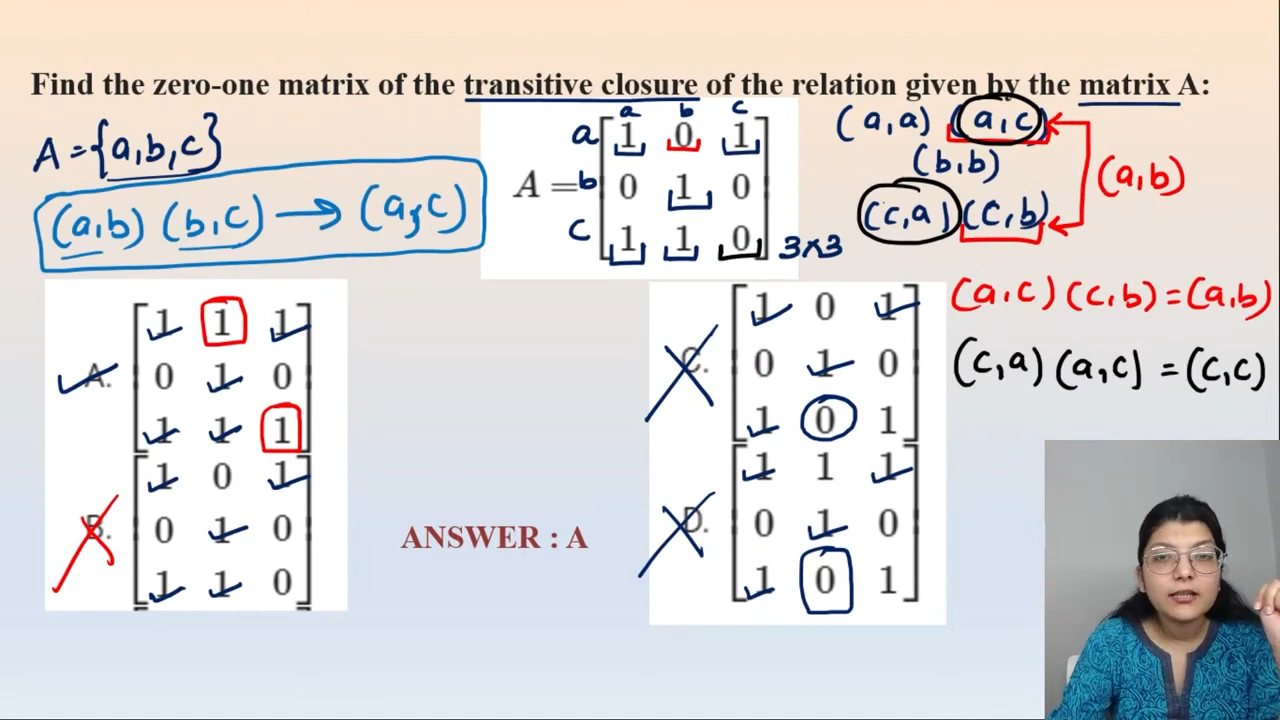 Find the zero-one matrix of the transitive closure of the relation given by the matrix A:
A = {a,b,c}
(a,b) (b,c) → (a,c)
a b c
A = a [1 0 1]
b [0 1 0]
c [1 1 0] 3×3
(a,a) (a,c)
(b,b)
(c,a) (c,b)
(a,b)
(a,c) (c,b) = (a,b)
(c,a) (a,c) = (c,c)
A.
1 1 1
0 1 0
1 1 1
B.
1 0 1
0 1 0
1 1 0
C.
1 0 1
0 1 0
1 0 1
D.
1 1 1
0 1 0
1 0 1
ANSWER : A